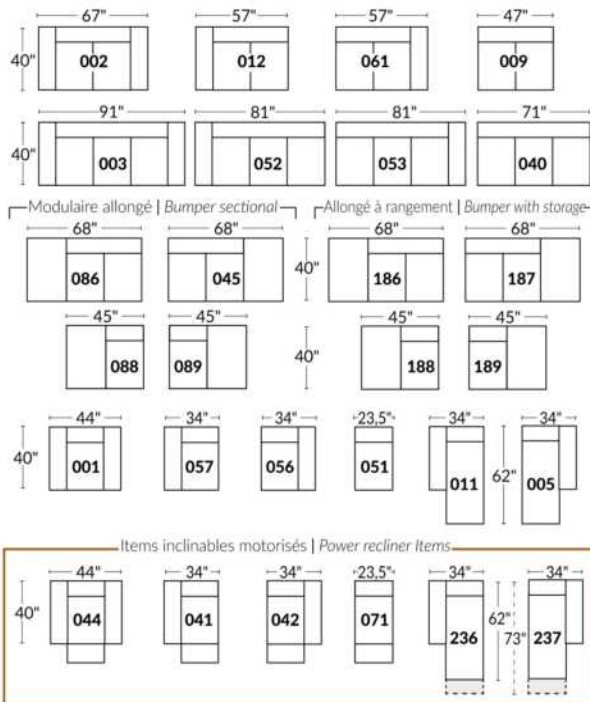 67" 57" 57" 47"
40" 002 012 061 009
91" 81" 81" 71"
40" 003 052 053 040
Modulaire allongé | Bumper sectional Allongé à rangement | Bumper with storage
68" 68" 68" 68"
086 045 40" 186 187
45" 45" 45" 45"
088 089 40" 188 189
44" 34" 34" 23,5" 34" 34"
40" 001 057 056 051 011 62" 005
Items inclinables motorisés | Power recliner Items
44" 34" 34" 23,5" 34" 34"
40" 044 041 042 071 236 62" 73" 237